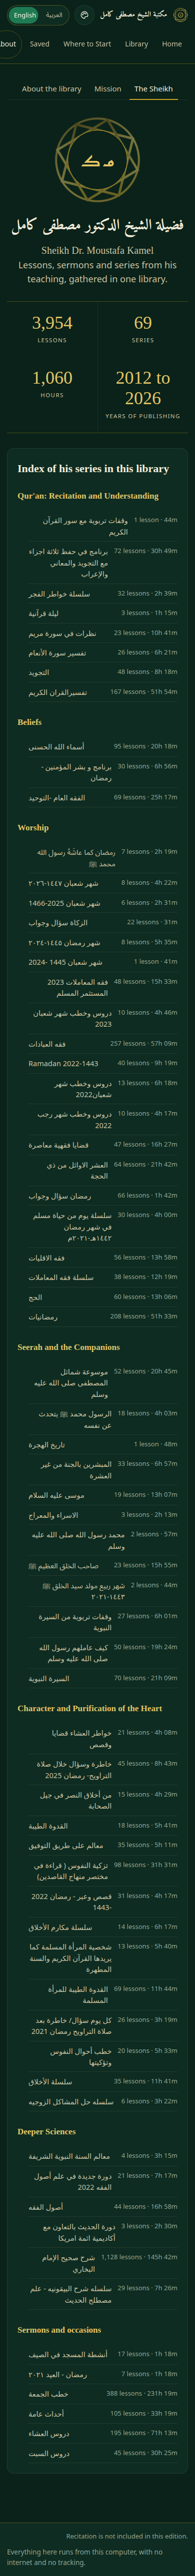 English العربية مكتبة الشيخ مصطفى كامل
About Saved Where to Start Library Home
About the library Mission The Sheikh
م ك
فضيلة الشيخ الدكتور مصطفى كامل
Sheikh Dr. Moustafa Kamel
Lessons, sermons and series from his
teaching, gathered in one library.
3,954 69
LESSONS SERIES
1,060 2012 to
2026
HOURS
YEARS OF PUBLISHING
Index of his series in this library
Qur'an: Recitation and Understanding
وقفات تربوية مع سور القرآن 1 lesson · 44m
الكريم
برنامج في حفظ ثلاثة اجزاء 72 lessons · 30h 49m
مع التجويد والمعاني
والإعراب
سلسلة خواطر الفجر 32 lessons · 2h 39m
ليلة قرآنية 3 lessons · 1h 15m
نظرات في سورة مريم 23 lessons · 10h 41m
تفسير سورة الأنعام 26 lessons · 6h 21m
التجويد 48 lessons · 8h 18m
تفسيرالقران الكريم 167 lessons · 51h 54m
Beliefs
أسماء الله الحسنى 95 lessons · 20h 18m
برنامج و بشر المؤمنين - 30 lessons · 6h 56m
رمضان
الفقه العام -التوحيد 69 lessons · 25h 17m
Worship
رمضان كما عاشَهُ رسول الله 7 lessons · 2h 19m
محمد ﷺ
شهر شعبان ١٤٤٧-٢٠٢٦ 8 lessons · 4h 22m
شهر شعبان 2025-1466 6 lessons · 2h 31m
الزكاة سؤال وجواب 22 lessons · 31m
شهر رمضان ١٤٤٥-٢٠٢٤ 8 lessons · 5h 35m
شهر شعبان 1445 -2024 1 lesson · 41m
فقه المعاملات 2023 48 lessons · 15h 33m
المستثمر المسلم
دروس وخطب شهر شعبان 10 lessons · 4h 46m
2023
فقه العبادات 257 lessons · 57h 09m
Ramadan 2022-1443 40 lessons · 9h 19m
دروس وخطب شهر 13 lessons · 6h 18m
شعبان2022
دروس وخطب شهر رجب 10 lessons · 4h 17m
2022
قضايا فقهية معاصرة 47 lessons · 16h 27m
العشر الاوائل من ذي 64 lessons · 21h 42m
الحجة
رمضان سؤال وجواب 66 lessons · 1h 42m
سلسلة يوم من حياة مسلم 30 lessons · 4h 00m
في شهر رمضان
١٤٤٢هـ-٢٠٢١م
فقه الاقليات 56 lessons · 13h 58m
سلسلة فقه المعاملات 38 lessons · 12h 19m
الحج 60 lessons · 13h 06m
رمضانيات 208 lessons · 51h 33m
Seerah and the Companions
موسوعة شمائل 52 lessons · 20h 45m
المصطفى صلى الله عليه
وسلم
الرسول محمد ﷺ يتحدث 18 lessons · 4h 03m
عن نفسه
تاريخ الهجرة 1 lesson · 48m
المبشرين بالجنة من غير 33 lessons · 6h 57m
العشرة
موسى عليه السلام 19 lessons · 13h 07m
الاسراء والمعراج 3 lessons · 2h 13m
محمد رسول الله صلى الله عليه 2 lessons · 57m
وسلم
صاحب الخلق العظيم ﷺ 23 lessons · 15h 55m
شهر ربيع مولد سيد الخلق ﷺ 2 lessons · 44m
١٤٤٣-٢٠٢١
وقفات تربوية من السيرة 27 lessons · 6h 01m
النبوية
كيف عاملهم رسول الله 50 lessons · 19h 24m
صلى الله عليه وسلم
السيرة النبوية 70 lessons · 21h 09m
Character and Purification of the Heart
خواطر العشاء قضايا 21 lessons · 4h 08m
وقصص
خاطرة وسؤال خلال صلاة 45 lessons · 8h 43m
التراويح- رمضان 2025
من أخلاق النصر في جيل 15 lessons · 4h 29m
الصحابة
القدوة الطيبة 18 lessons · 5h 41m
معالم على طريق التوفيق 35 lessons · 5h 11m
تزكية النفوس ( قراءة في 98 lessons · 31h 31m
مختصر منهاج القاصدين)
قصص وعبر - رمضان 2022 31 lessons · 4h 17m
-1443
سلسلة مكارم الأخلاق 14 lessons · 6h 17m
شخصية المرأة المسلمة كما 13 lessons · 5h 40m
يريدها القرآن الكريم والسنة
المطهرة
القدوة الطيبة للمرأة 69 lessons · 11h 44m
المسلمة
كل يوم سؤال/ خاطرة بعد 26 lessons · 3h 19m
صلاة التراويح رمضان 2021
خطب أحوال النفوس 20 lessons · 5h 33m
وتزكيتها
سلسلة الأخلاق 35 lessons · 11h 41m
سلسله حل المشاكل الزوجيه 6 lessons · 3h 22m
Deeper Sciences
معالم السنة النبوية الشريفة 4 lessons · 3h 15m
دورة جديدة في علم أصول 21 lessons · 7h 17m
الفقه 2022
أصول الفقه 44 lessons · 16h 58m
دورة الحديث بالتعاون مع 3 lessons · 2h 30m
أكاديمية ائمة امريكا
شرح صحيح الإمام 1,128 lessons · 145h 42m
البخاري
سلسله شرح البيقونيه - علم 29 lessons · 7h 26m
مصطلح الحديث
Sermons and occasions
أنشطة المسجد في الصيف 17 lessons · 1h 18m
رمضان - العيد ٢٠٢١ 7 lessons · 1h 18m
خطب الجمعة 388 lessons · 231h 19m
أحداث عامة 105 lessons · 33h 19m
دروس العشاء 195 lessons · 71h 13m
دروس السبت 45 lessons · 30h 25m
Recitation is not included in this edition.
Everything here runs from this computer, with no
internet and no tracking.